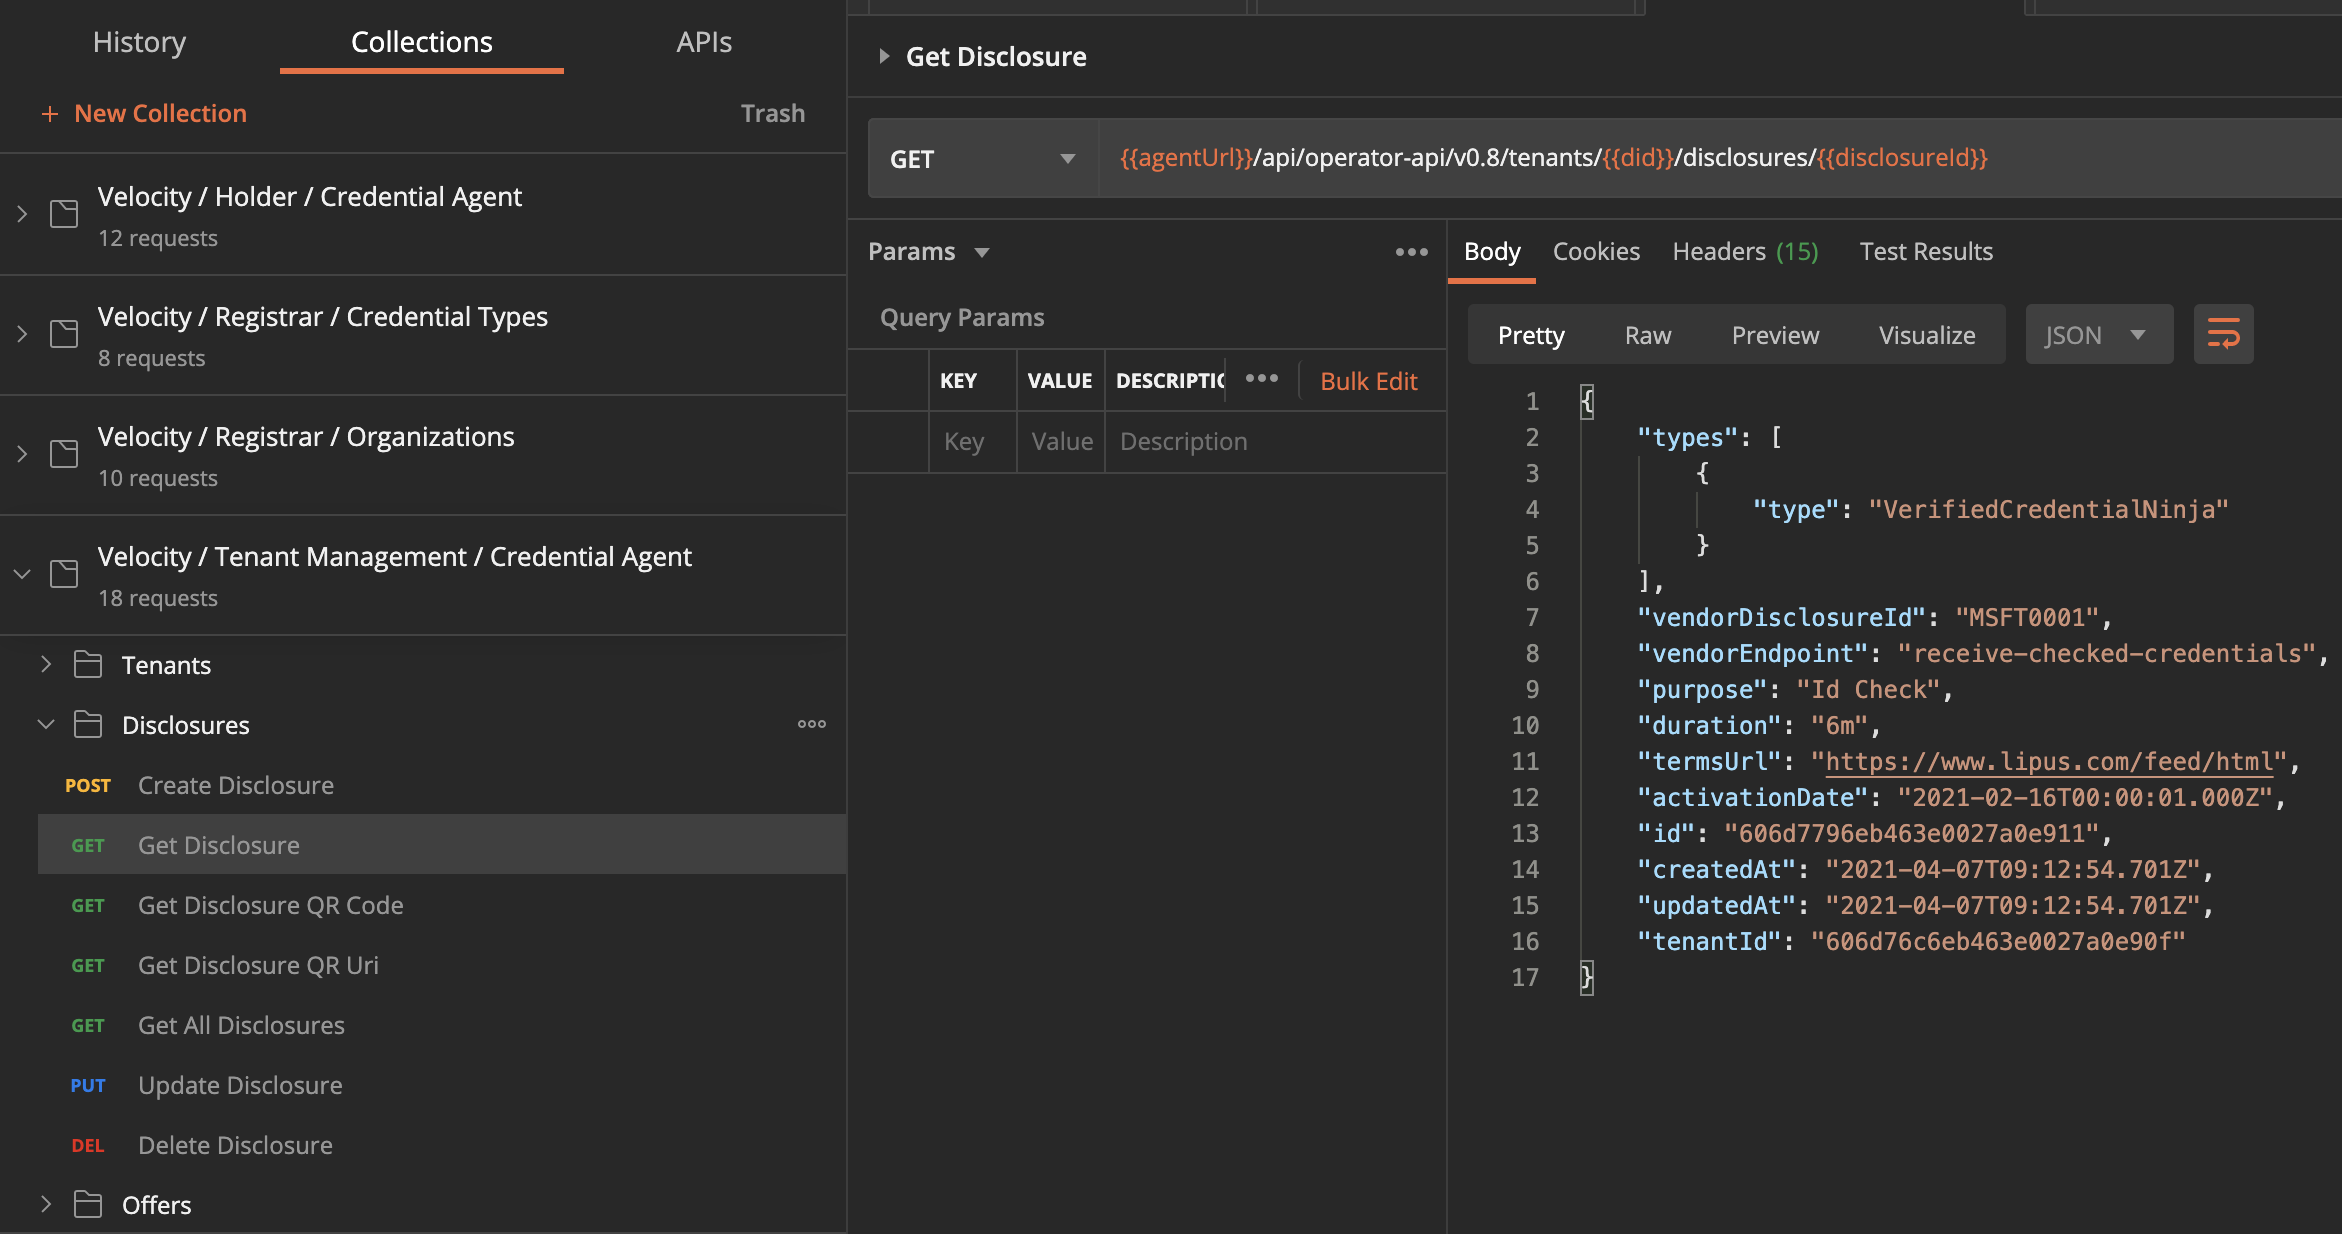 History
Collections
APIs
+ New Collection
Trash
Velocity / Holder / Credential Agent
12 requests
Velocity / Registrar / Credential Types
8 requests
Velocity / Registrar / Organizations
10 requests
Velocity / Tenant Management / Credential Agent
18 requests
Tenants
Disclosures
POST Create Disclosure
GET Get Disclosure
GET Get Disclosure QR Code
GET Get Disclosure QR Uri
GET Get All Disclosures
PUT Update Disclosure
DEL Delete Disclosure
Offers
Get Disclosure
GET {{agentUrl}}/api/operator-api/v0.8/tenants/{{did}}/disclosures/{{disclosureId}}
Params
Query Params
KEY VALUE DESCRIPTIO Bulk Edit
Key Value Description
Body Cookies Headers (15) Test Results
Pretty Raw Preview Visualize JSON
1 {
2 "types": [
3 {
4 "type": "VerifiedCredentialNinja"
5 }
6 ],
7 "vendorDisclosureId": "MSFT0001",
8 "vendorEndpoint": "receive-checked-credentials",
9 "purpose": "Id Check",
10 "duration": "6m",
11 "termsUrl": "https://www.lipus.com/feed/html",
12 "activationDate": "2021-02-16T00:00:01.000Z",
13 "id": "606d7796eb463e0027a0e911",
14 "createdAt": "2021-04-07T09:12:54.701Z",
15 "updatedAt": "2021-04-07T09:12:54.701Z",
16 "tenantId": "606d76c6eb463e0027a0e90f"
17 }